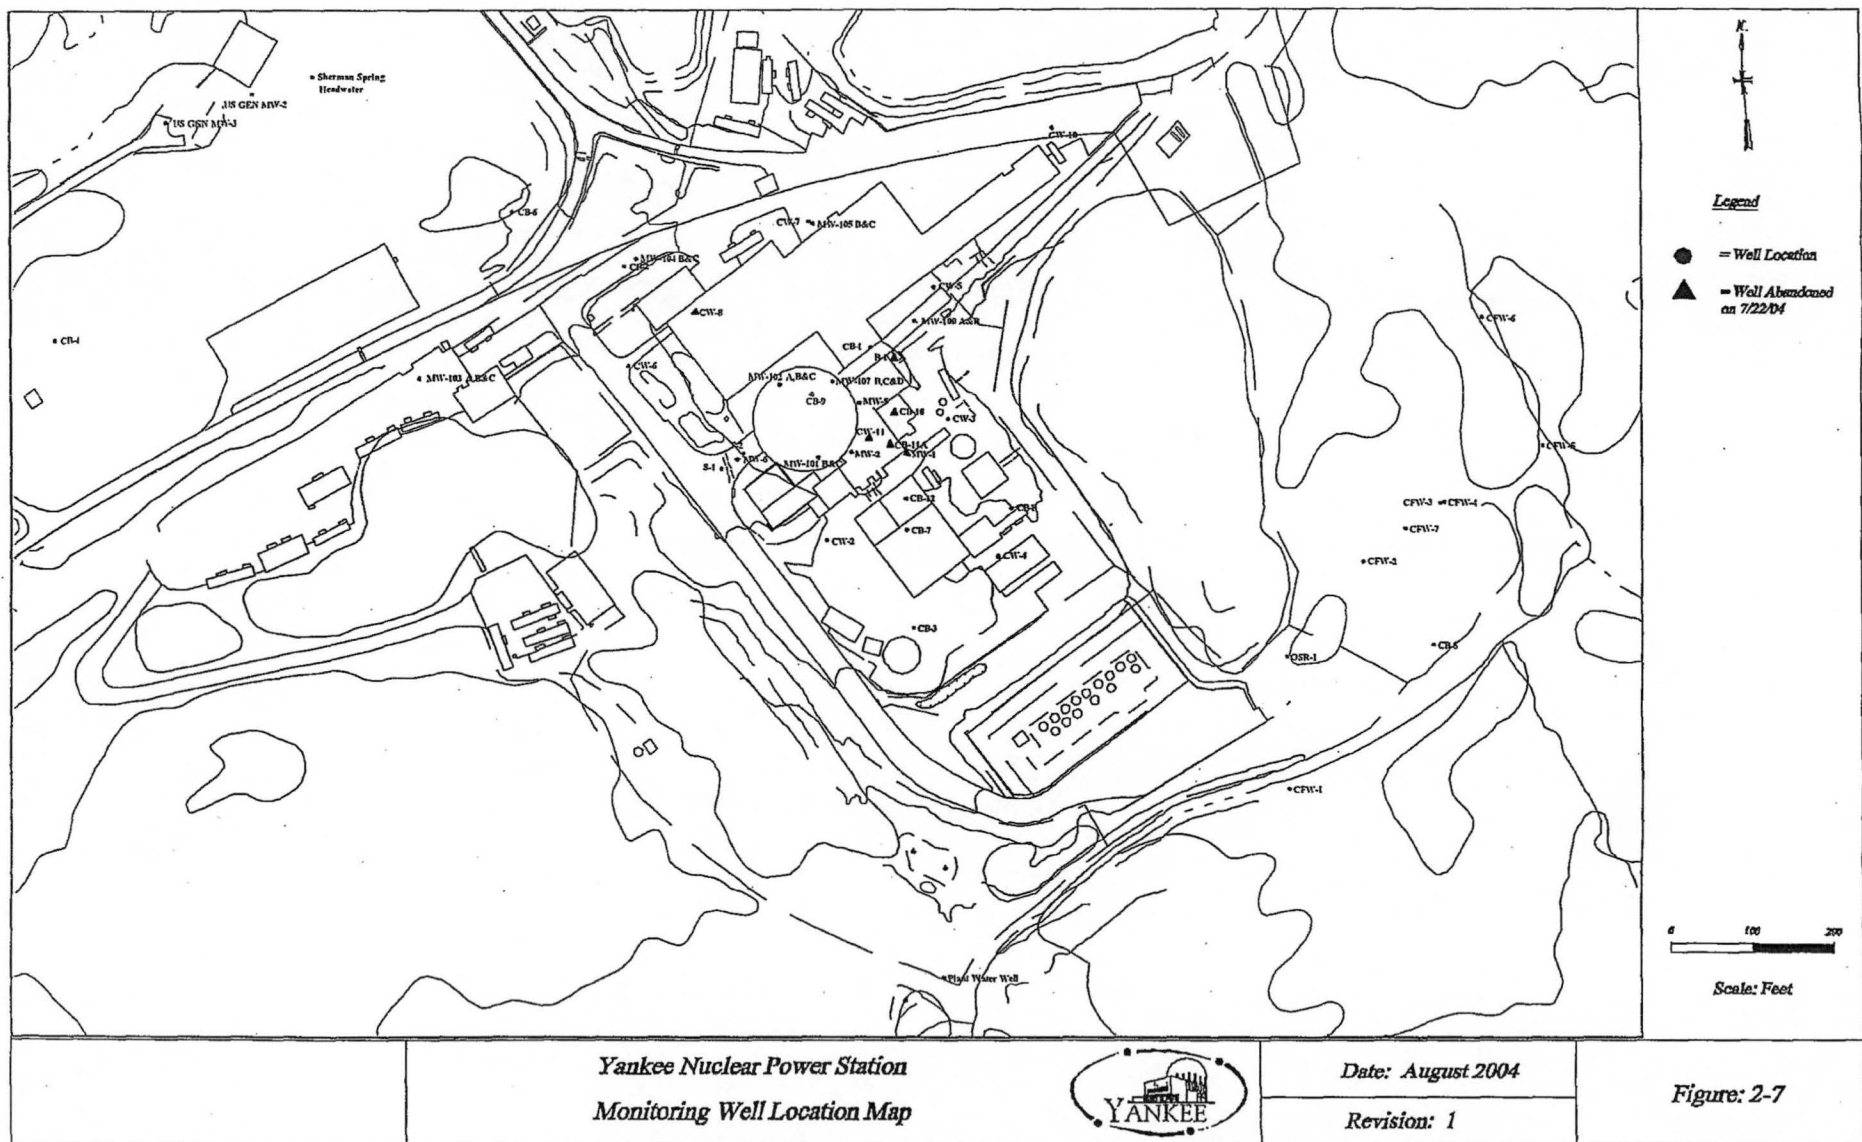 Sherman Spring
Headwater
US GEN MW-2
US GEN MW-3
CB-6
CW-10
CW-7
MW-105 B&C
MW-104 B&C
CW-5
CW-8
MW-100 A&B
CB-1
B-1
CB-4
CW-6
MW-103 A,B&C
MW-102 A,B&C
MW-107 B,C&D
CB-9
MW-5
CB-10
CW-3
CW-11
CB-11A
MW-1
MW-2
MW-6
S-1
MW-101 B&C
CB-12
CB-8
CB-7
CW-2
CW-4
CB-3
CFW-6
CFW-5
CFW-3
CFW-4
CFW-7
CFW-2
OSR-1
CB-5
CFW-1
Plant Water Well
Legend
= Well Location
= Well Abandoned
on 7/22/04
0 100 200
Scale: Feet
Yankee Nuclear Power Station
Monitoring Well Location Map
YANKEE
Date: August 2004
Revision: 1
Figure: 2-7